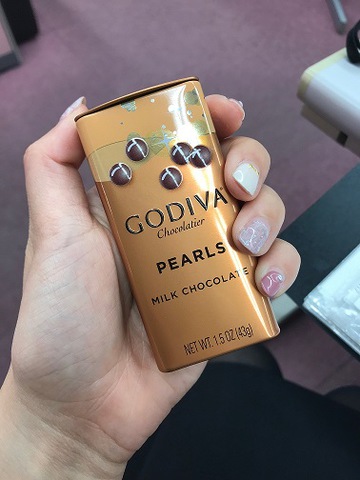 GODIVA
Chocolatier
PEARLS
MILK CHOCOLATE
NET WT. 1.5 OZ (43g)